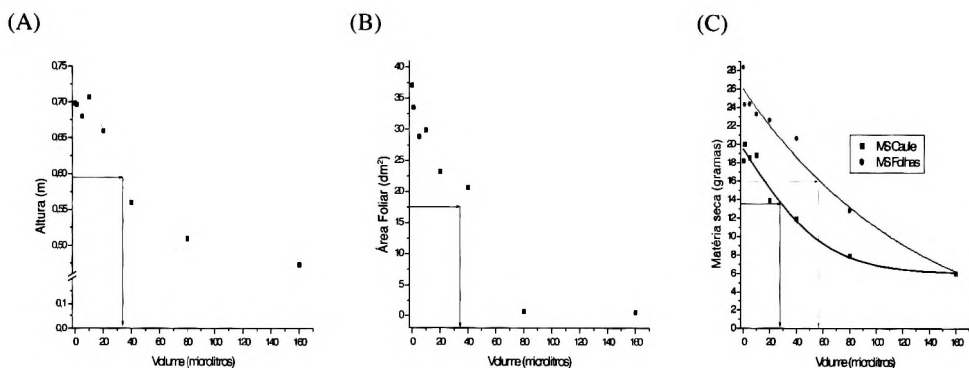 (A)
(B)
(C)
Altura (m)
0,75
0,70
0,65
0,60
0,55
0,50
0,1
0,0
0 20 40 60 80 100 120 140 160
Volume (microlitros)
Área Foliar (dm²)
40
35
30
25
20
15
10
5
0
0 20 40 60 80 100 120 140 160
Volume (microlitros)
Matéria seca (gramas)
28
26
24
22
20
18
16
14
12
10
8
6
4
2
0
0 20 40 60 80 100 120 140 160
Volume (microlitros)
MS Caule
MS Folhas